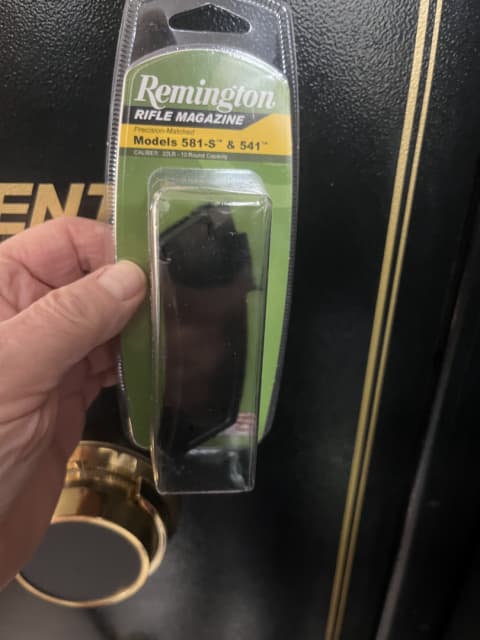 Remington
RIFLE MAGAZINE
Precision-Matched
Models 581-S™ & 541™
CALIBER: 22LR - 10 Round Capacity
ENT